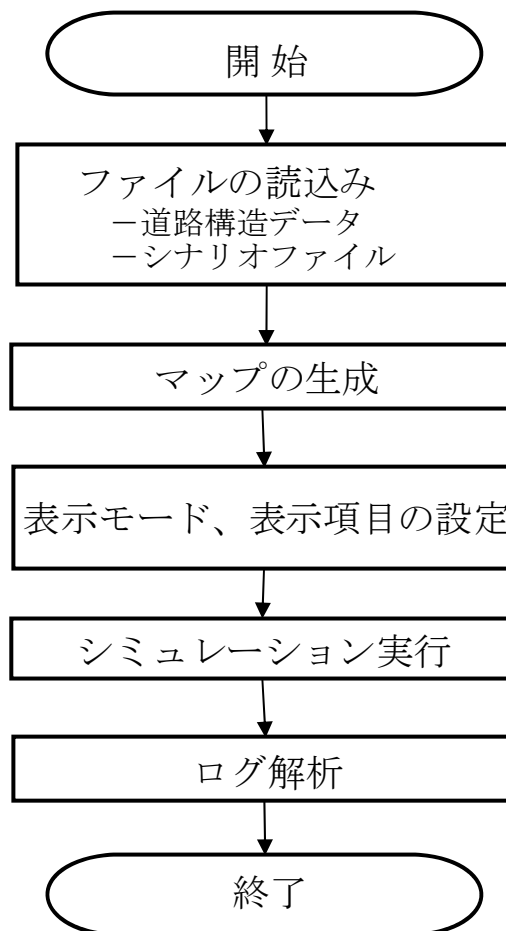 開 始
ファイルの読込み
－道路構造データ
－シナリオファイル
マップの生成
表示モード、表示項目の設定
シミュレーション実行
ログ解析
終了